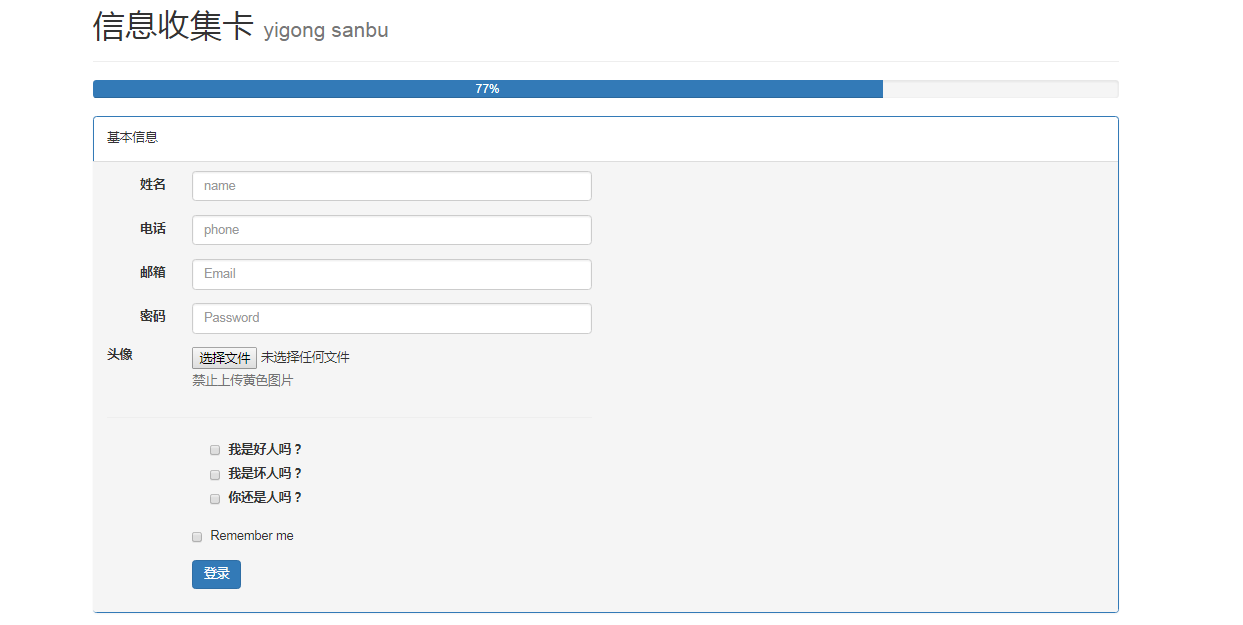 信息收集卡 yigong sanbu
77%
基本信息
姓名 name
电话 phone
邮箱 Email
密码 Password
头像 选择文件 未选择任何文件
禁止上传黄色图片
我是好人吗？
我是坏人吗？
你还是人吗？
Remember me
登录